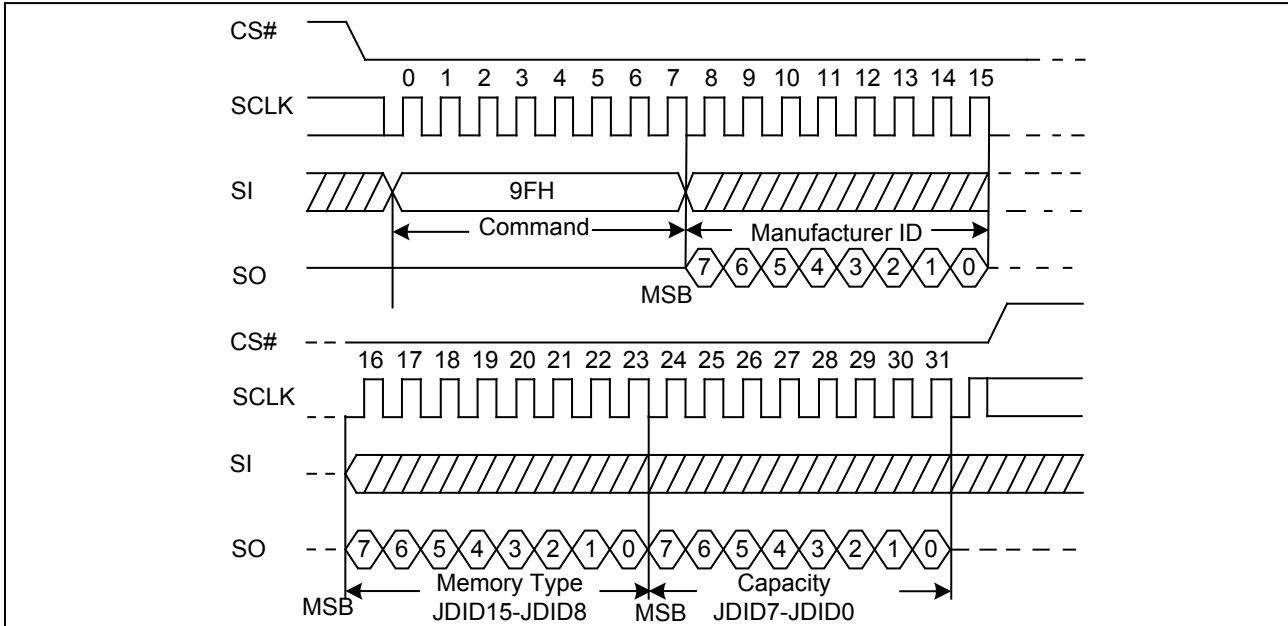 CS#
0 1 2 3 4 5 6 7 8 9 10 11 12 13 14 15
SCLK
SI
9FH
Command
Manufacturer ID
SO
7 6 5 4 3 2 1 0
MSB
CS#
16 17 18 19 20 21 22 23 24 25 26 27 28 29 30 31
SCLK
SI
SO
7 6 5 4 3 2 1 0 7 6 5 4 3 2 1 0
Memory Type Capacity
MSB JDID15-JDID8 MSB JDID7-JDID0